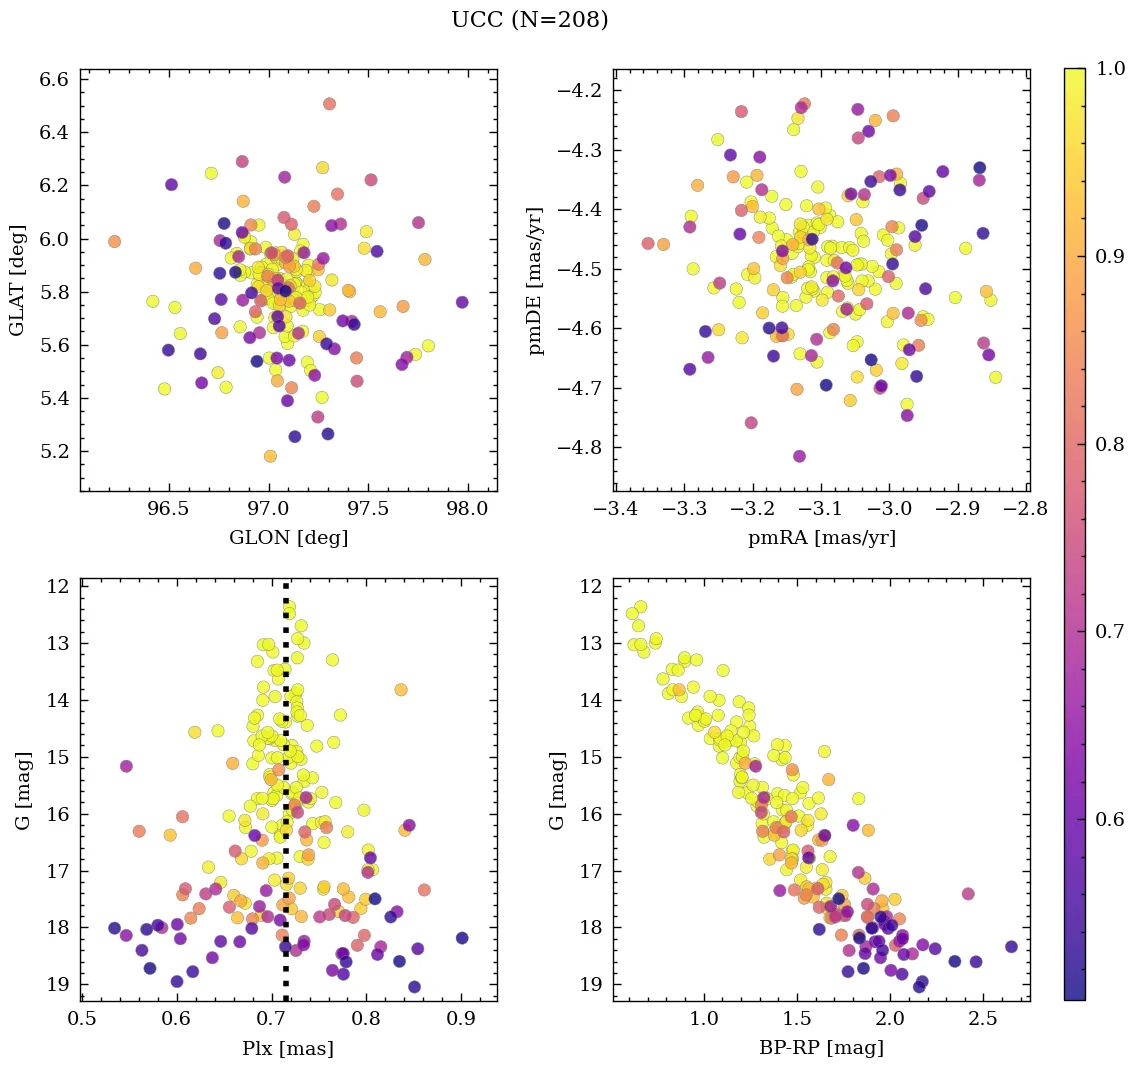 UCC (N=208)
6.6
6.4
6.2
6.0
5.8
5.6
5.4
5.2
GLAT [deg]
96.5 97.0 97.5 98.0
GLON [deg]
−4.2
−4.3
−4.4
−4.5
−4.6
−4.7
−4.8
pmDE [mas/yr]
−3.4 −3.3 −3.2 −3.1 −3.0 −2.9 −2.8
pmRA [mas/yr]
12
13
14
15
16
17
18
19
G [mag]
0.5 0.6 0.7 0.8 0.9
Plx [mas]
12
13
14
15
16
17
18
19
G [mag]
1.0 1.5 2.0 2.5
BP-RP [mag]
1.0
0.9
0.8
0.7
0.6